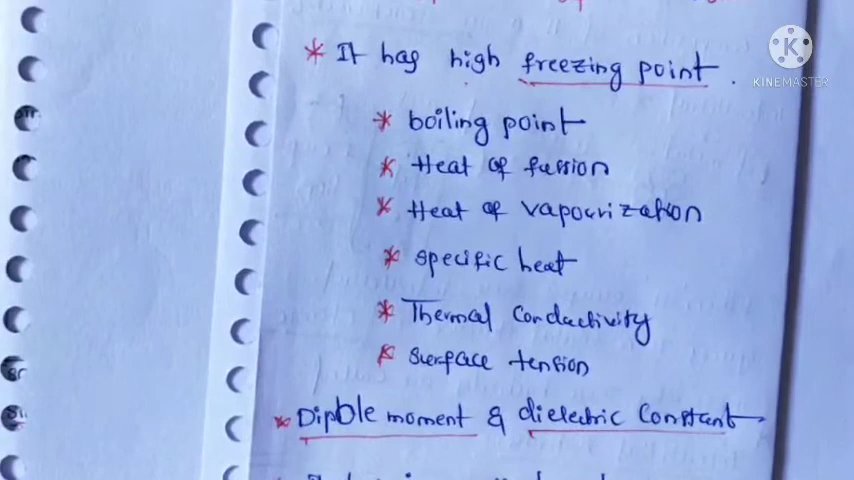 * It has high freezing point.
KINEMASTER
* boiling point
* Heat of fussion
* Heat of vapourization
* specific heat
* Thermal conductivity
* Surface tension
* Dipole moment & dielectric constant